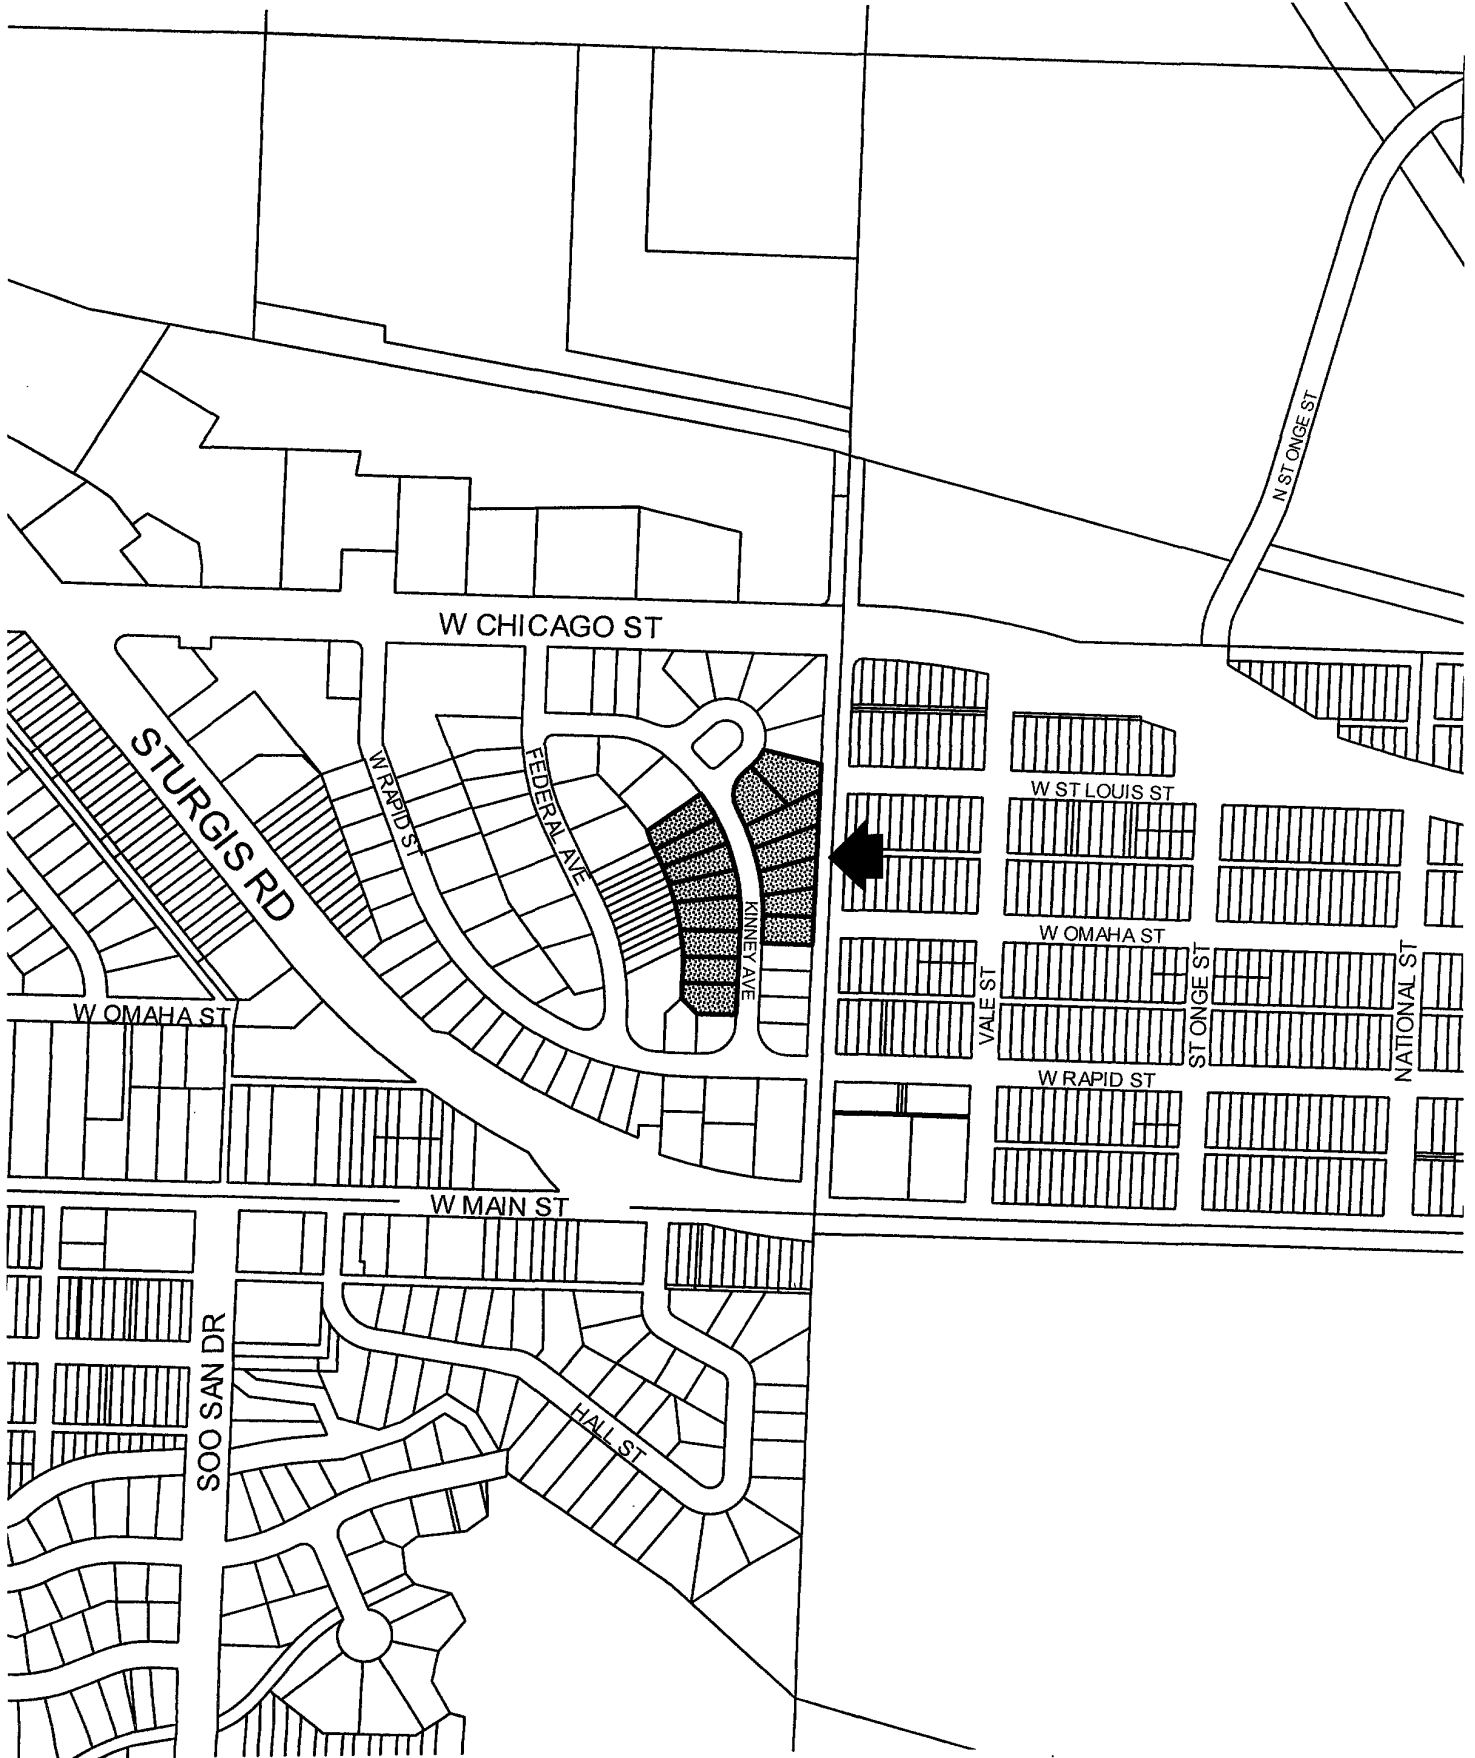 N ST ONGE ST
W CHICAGO ST
STURGIS RD
W RAPID ST
FEDERAL AVE
W ST LOUIS ST
KINNEY AVE
W OMAHA ST
VALE ST
ST ONGE ST
NATIONAL ST
W OMAHA ST
W RAPID ST
W MAIN ST
SOO SAN DR
HALL ST